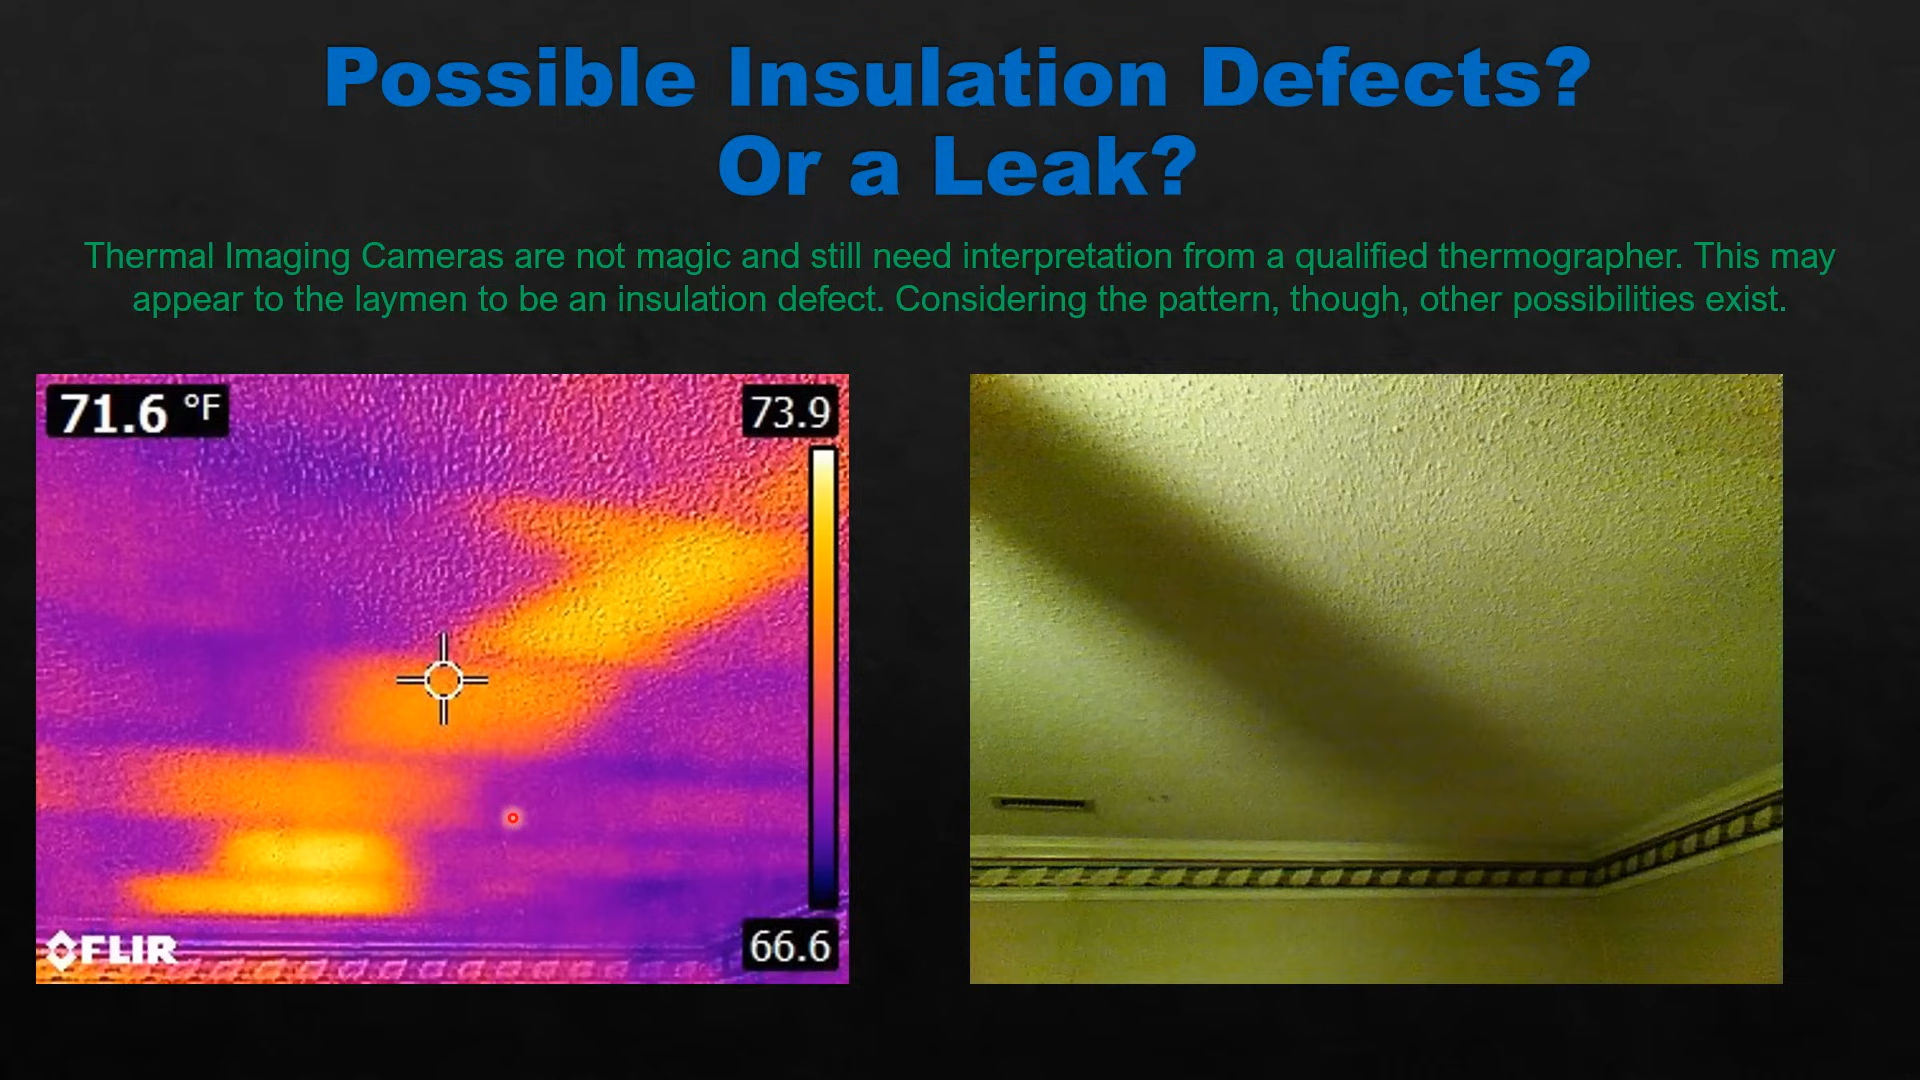 Possible Insulation Defects?
Or a Leak?
Thermal Imaging Cameras are not magic and still need interpretation from a qualified thermographer. This may
appear to the laymen to be an insulation defect. Considering the pattern, though, other possibilities exist.
71.6 °F
73.9
66.6
FLIR